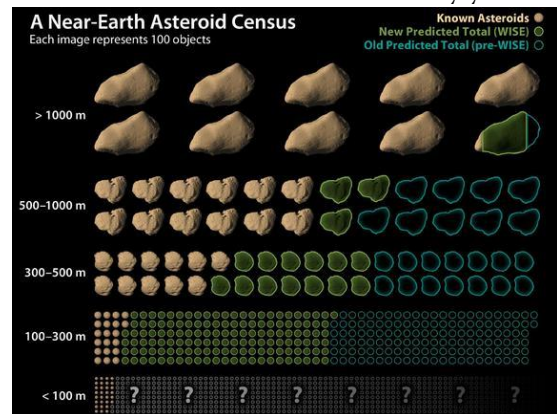 A Near-Earth Asteroid Census
Each image represents 100 objects
Known Asteroids
New Predicted Total (WISE)
Old Predicted Total (pre-WISE)
> 1000 m
500–1000 m
300–500 m
100–300 m
< 100 m
? ? ? ? ? ? ? ?